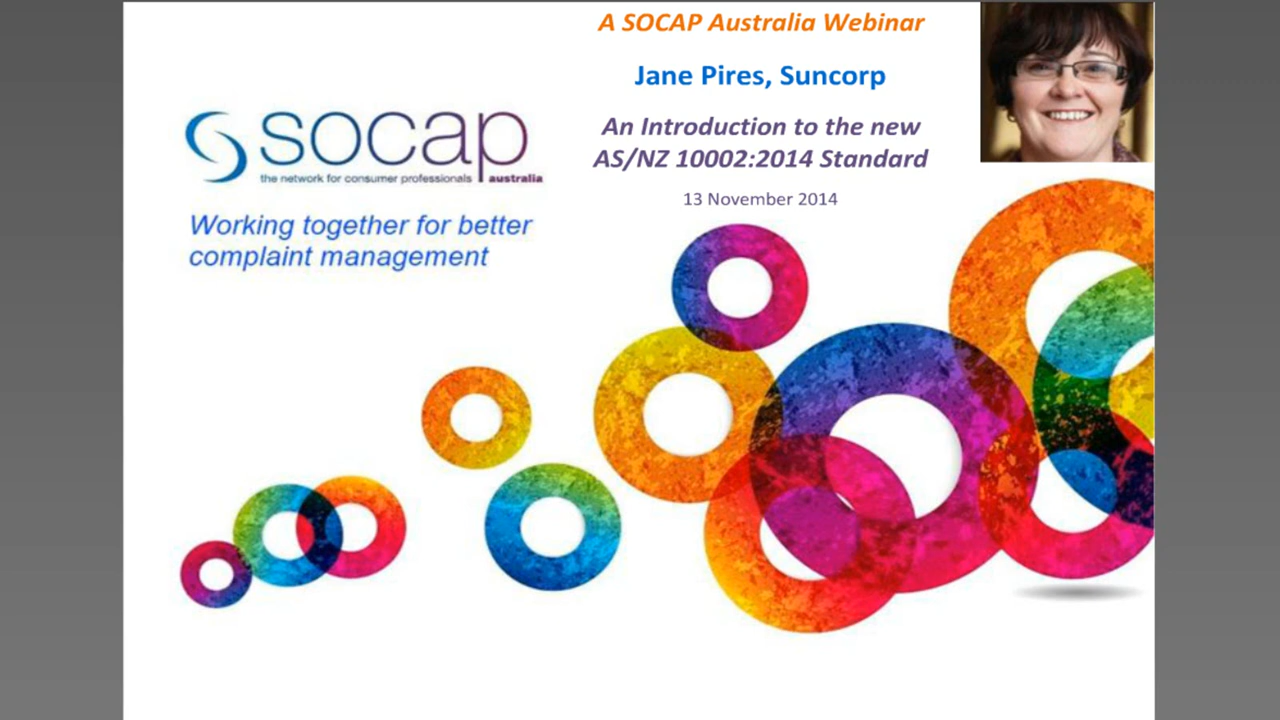 A SOCAP Australia Webinar
Jane Pires, Suncorp
An Introduction to the new
AS/NZ 10002:2014 Standard
13 November 2014
socap
the network for consumer professionals australia
Working together for better
complaint management